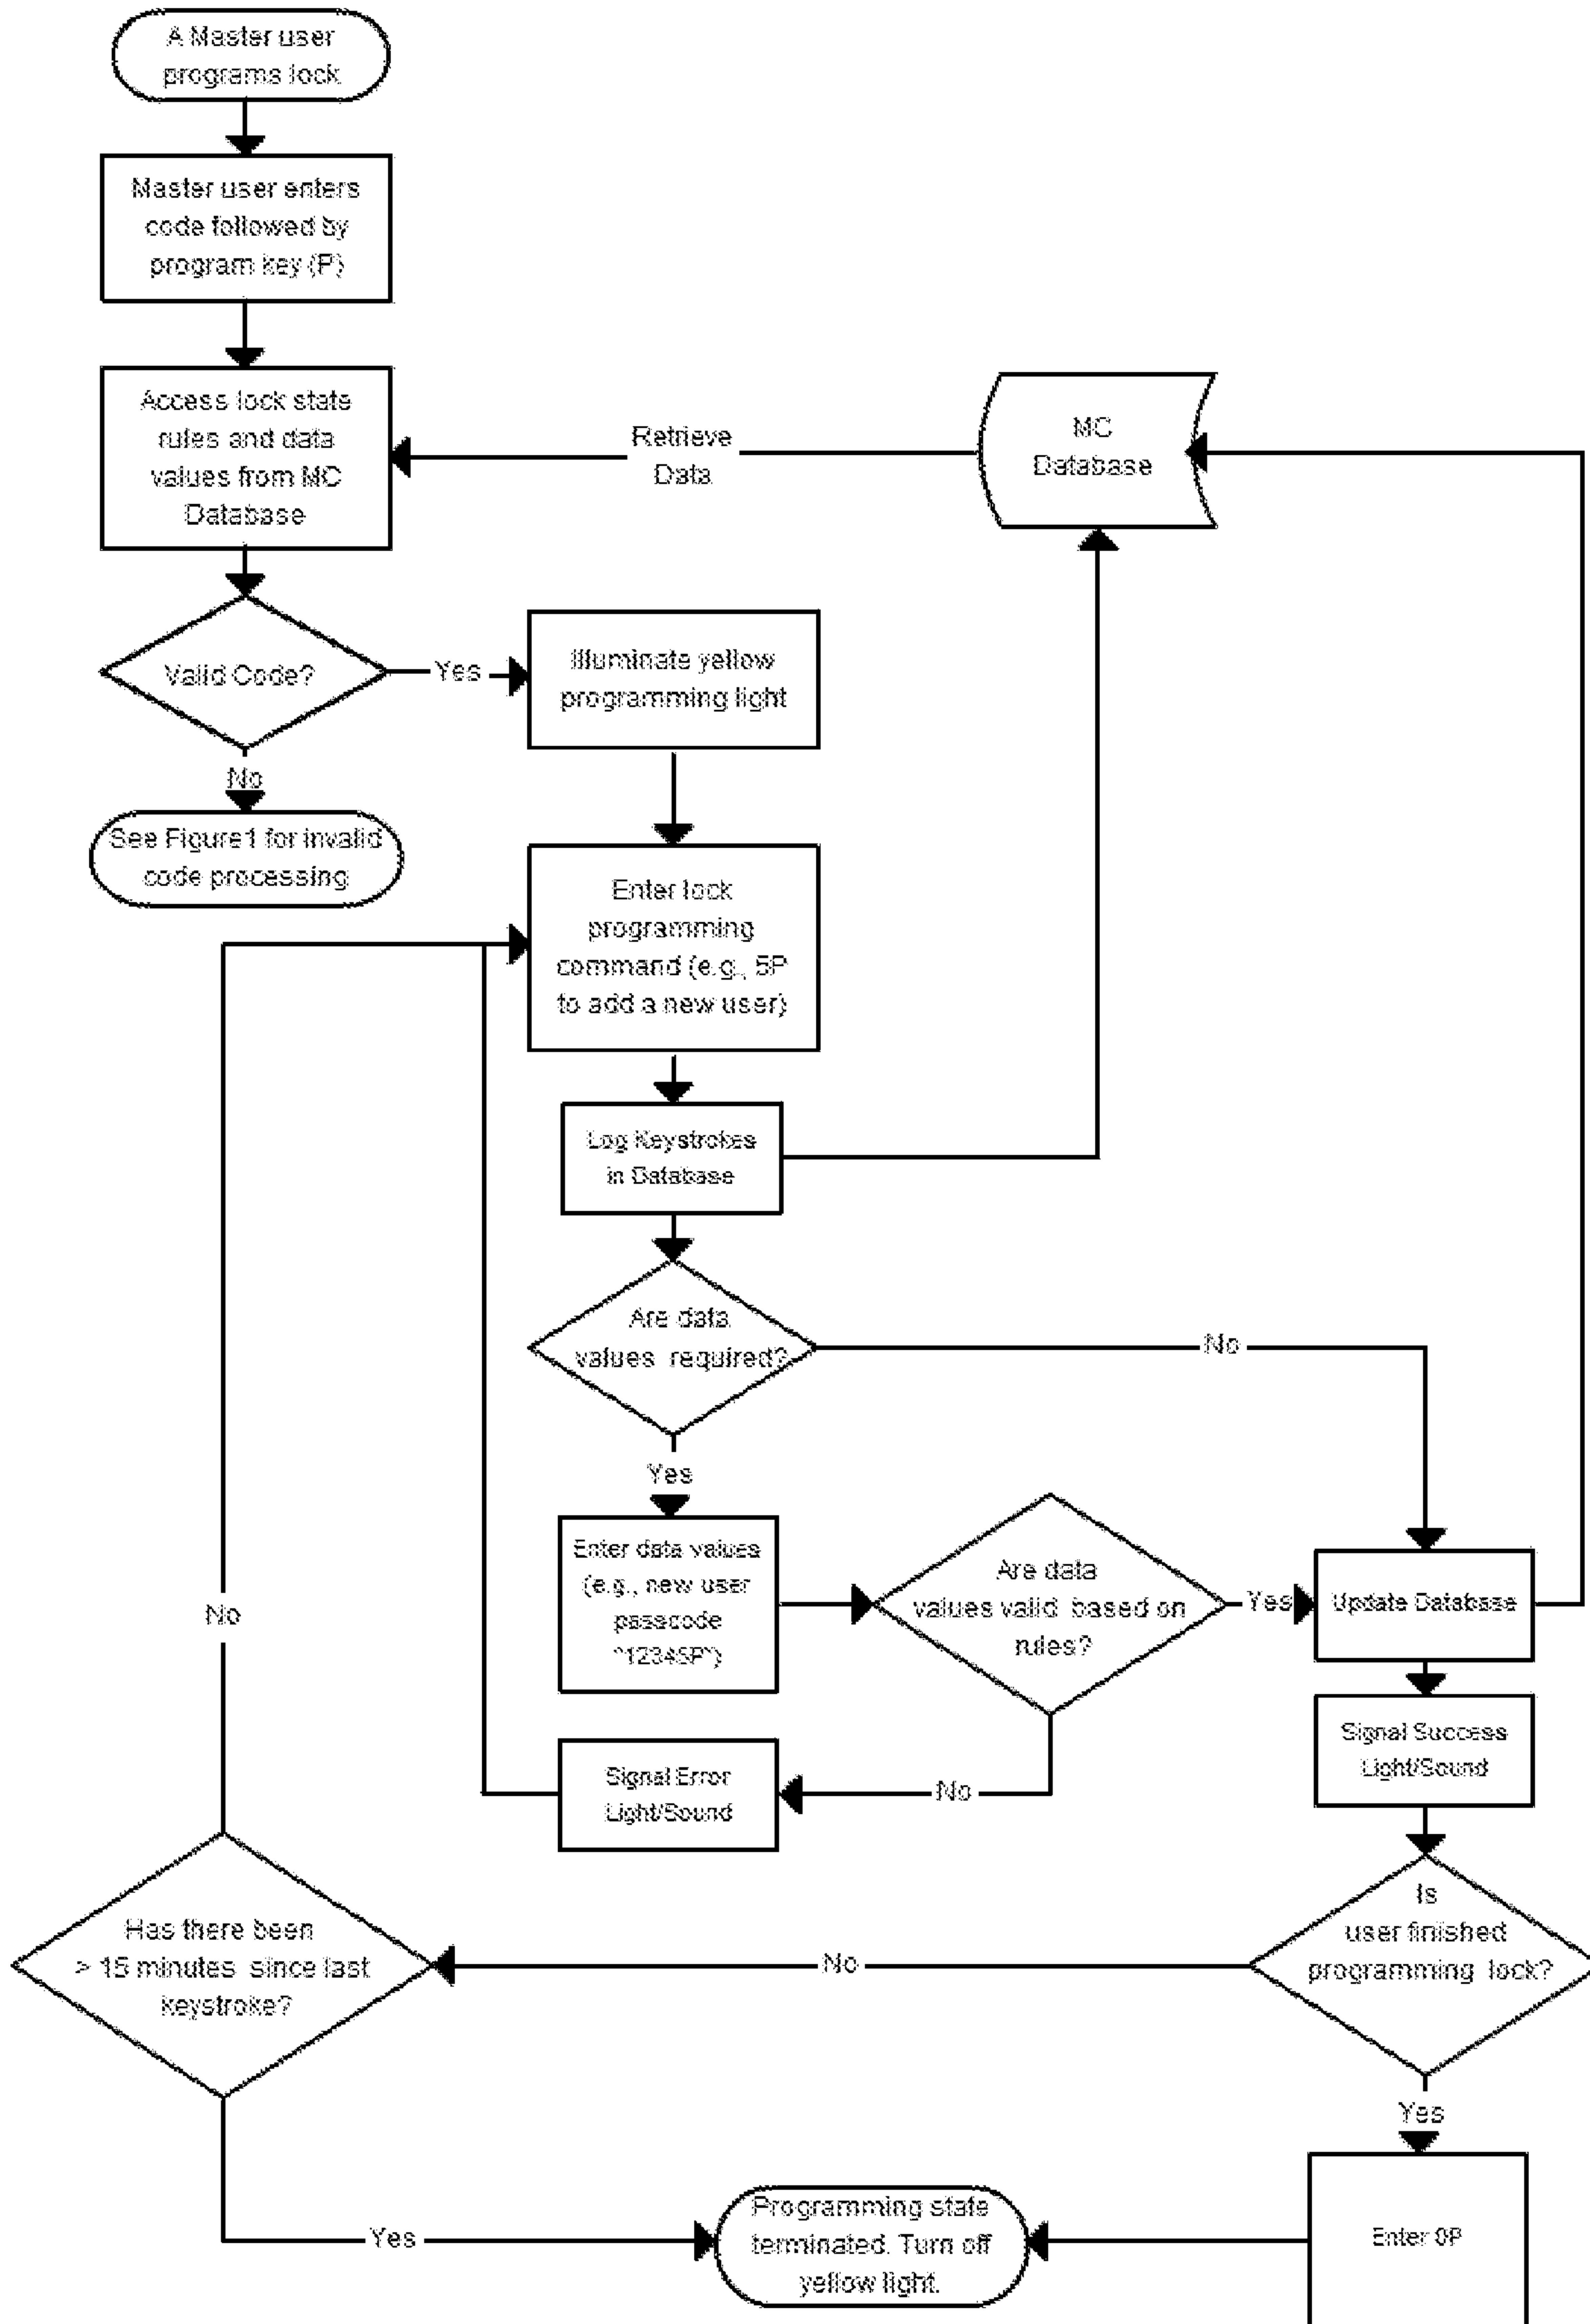 A Master user
programs lock
Master user enters
code followed by
program key (P)
Access lock state
rules and data
values from MC
Database
Retrieve
Data
MC
Database
Valid Code?
Yes
Illuminate yellow
programming light
No
See Figure1 for invalid
code processing
Enter lock
programming
command (e.g., 5P
to add a new user)
Log Keystrokes
in Database
Are data
values required?
No
Yes
Enter data values
(e.g., new user
passcode
"12345P")
Are data
values valid based on
rules?
Yes
Update Database
No
Signal Error
Light/Sound
No
Signal Success
Light/Sound
Has there been
> 15 minutes since last
keystroke?
No
Is
user finished
programming lock?
Yes
Yes
Programming state
terminated. Turn off
yellow light.
Enter 0P